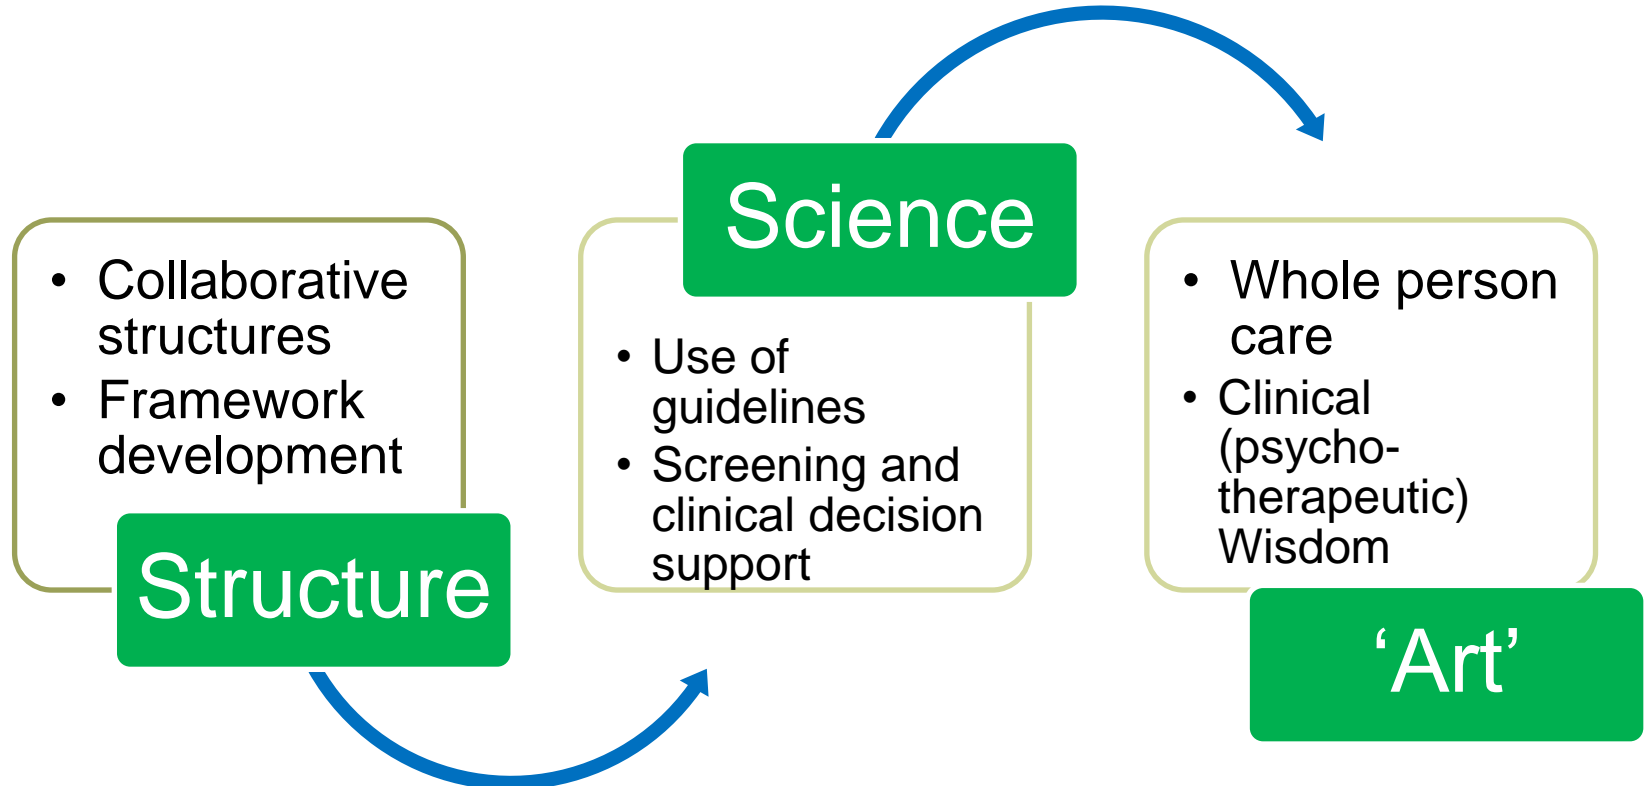 • Collaborative
structures
• Framework
development
Structure
Science
• Use of
guidelines
• Screening and
clinical decision
support
• Whole person
care
• Clinical
(psycho-
therapeutic)
Wisdom
‘Art’